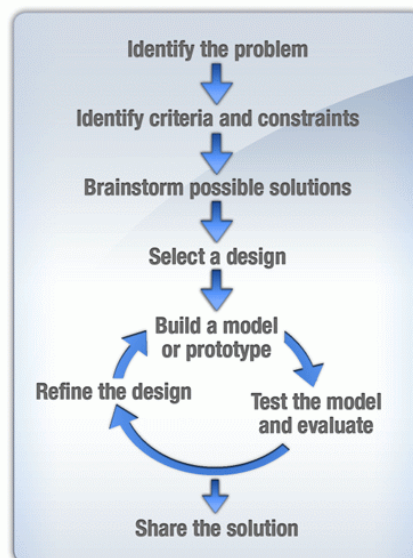 Identify the problem
Identify criteria and constraints
Brainstorm possible solutions
Select a design
Build a model
or prototype
Refine the design
Test the model
and evaluate
Share the solution